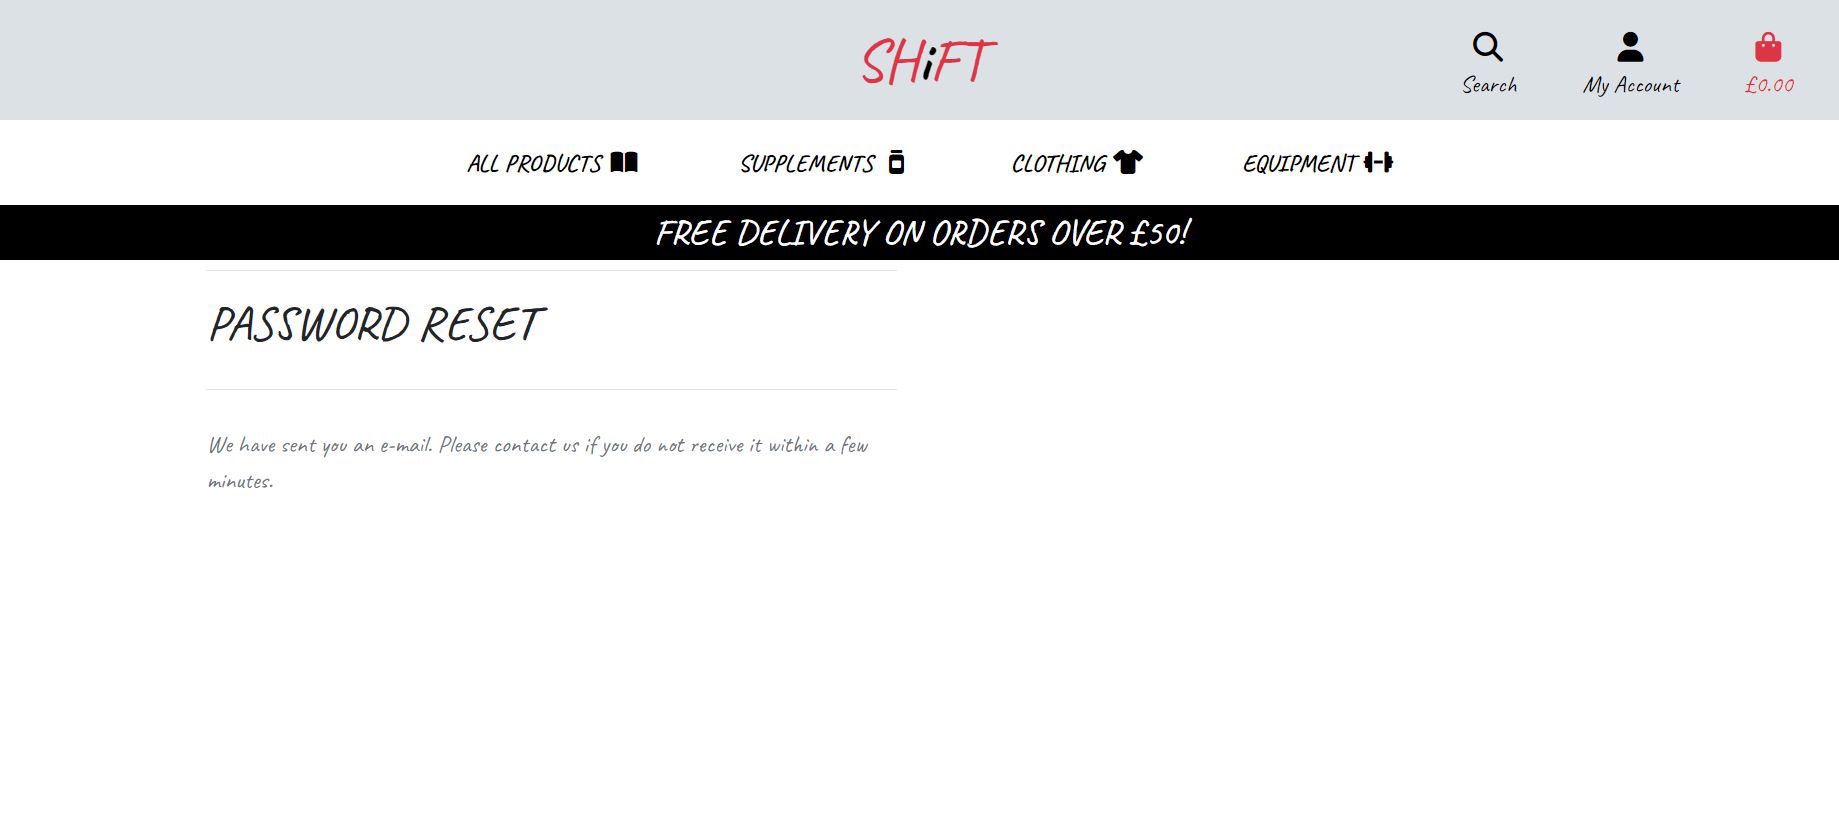 SHiFT
Search
My Account
£0.00
ALL PRODUCTS
SUPPLEMENTS
CLOTHING
EQUIPMENT
FREE DELIVERY ON ORDERS OVER £50!
PASSWORD RESET
We have sent you an e-mail. Please contact us if you do not receive it within a few
minutes.